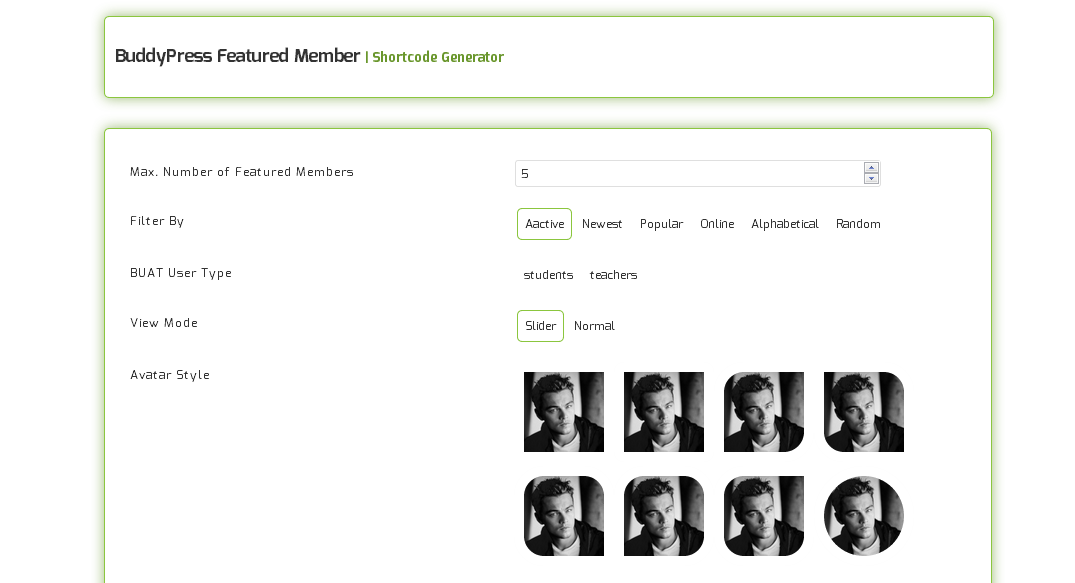 BuddyPress Featured Member | Shortcode Generator
Max. Number of Featured Members 5
Filter By Aactive Newest Popular Online Alphabetical Random
BUAT User Type students teachers
View Mode Slider Normal
Avatar Style